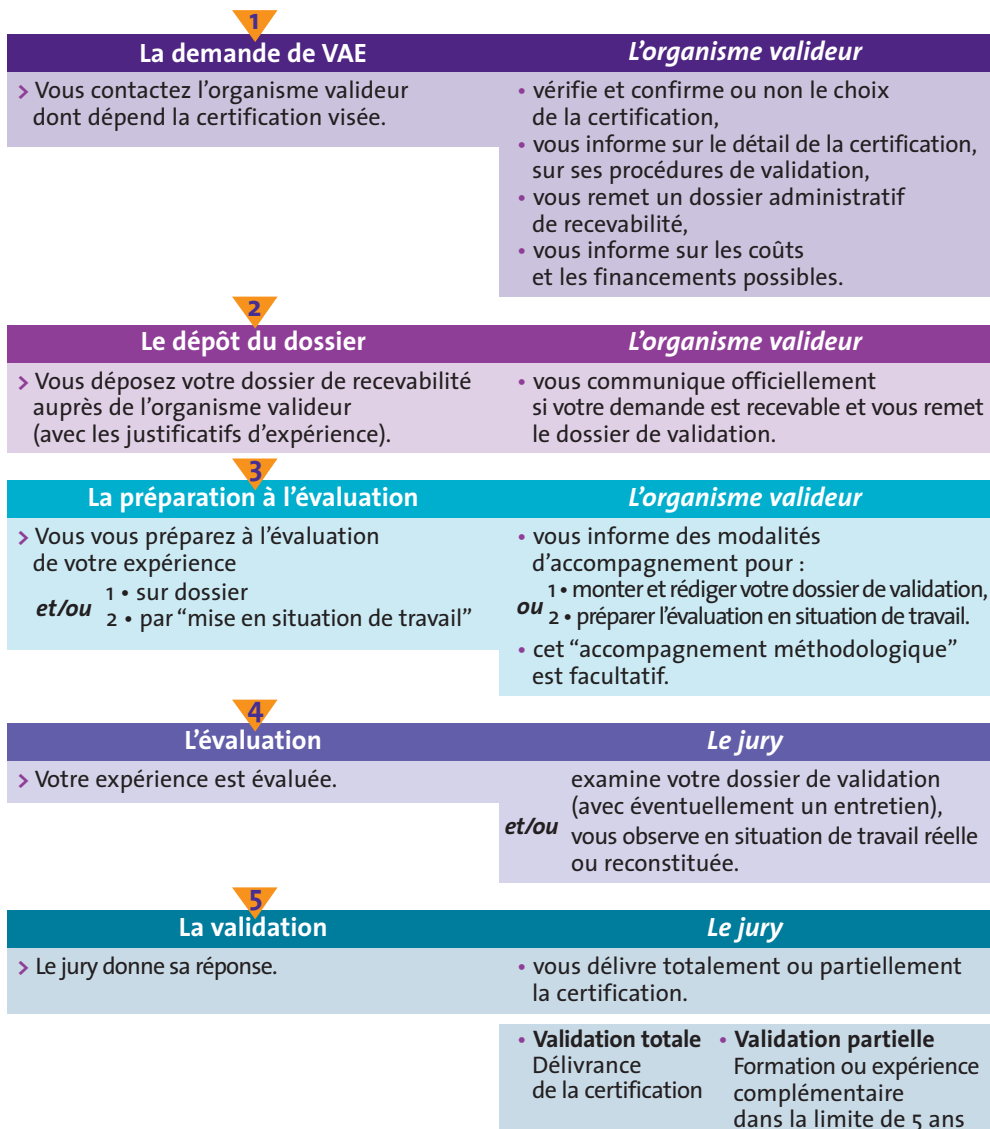 1
La demande de VAE
L'organisme valideur
> Vous contactez l'organisme valideur
dont dépend la certification visée.
• vérifie et confirme ou non le choix
de la certification,
• vous informe sur le détail de la certification,
sur ses procédures de validation,
• vous remet un dossier administratif
de recevabilité,
• vous informe sur les coûts
et les financements possibles.
2
Le dépôt du dossier
L'organisme valideur
> Vous déposez votre dossier de recevabilité
auprès de l'organisme valideur
(avec les justificatifs d'expérience).
• vous communique officiellement
si votre demande est recevable et vous remet
le dossier de validation.
3
La préparation à l'évaluation
L'organisme valideur
> Vous vous préparez à l'évaluation
de votre expérience
et/ou
1 • sur dossier
2 • par “mise en situation de travail”
• vous informe des modalités
d'accompagnement pour :
ou
1 • monter et rédiger votre dossier de validation,
2 • préparer l'évaluation en situation de travail.
• cet “accompagnement méthodologique”
est facultatif.
4
L'évaluation
Le jury
> Votre expérience est évaluée.
examine votre dossier de validation
(avec éventuellement un entretien),
et/ou
vous observe en situation de travail réelle
ou reconstituée.
5
La validation
Le jury
> Le jury donne sa réponse.
• vous délivre totalement ou partiellement
la certification.
• Validation totale
Délivrance
de la certification
• Validation partielle
Formation ou expérience
complémentaire
dans la limite de 5 ans